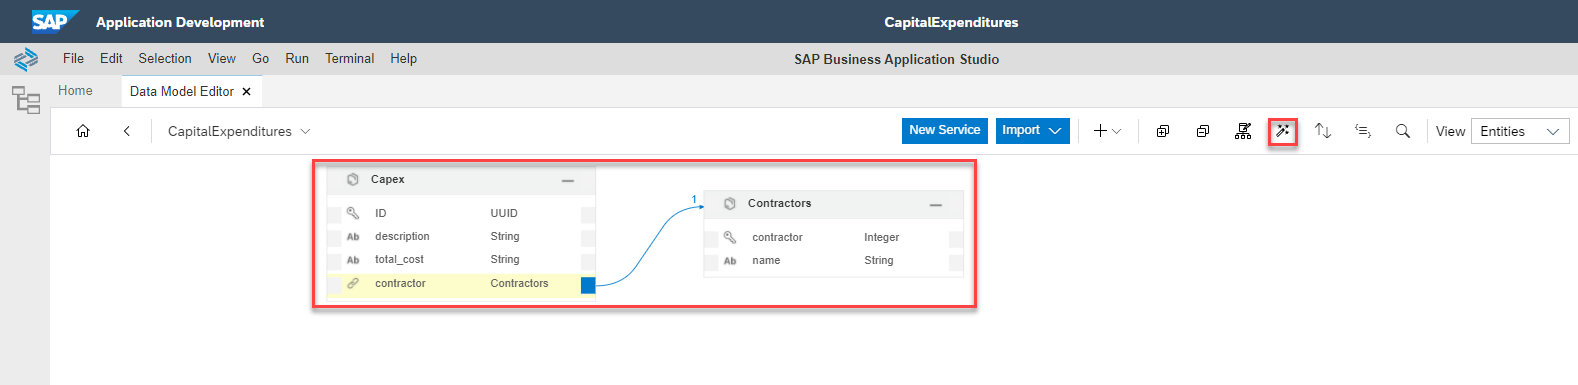 SAP Application Development CapitalExpenditures
File Edit Selection View Go Run Terminal Help SAP Business Application Studio
Home Data Model Editor ×
CapitalExpenditures New Service Import View Entities
Capex
ID UUID
Ab description String
Ab total_cost String
contractor Contractors
1
Contractors
contractor Integer
Ab name String